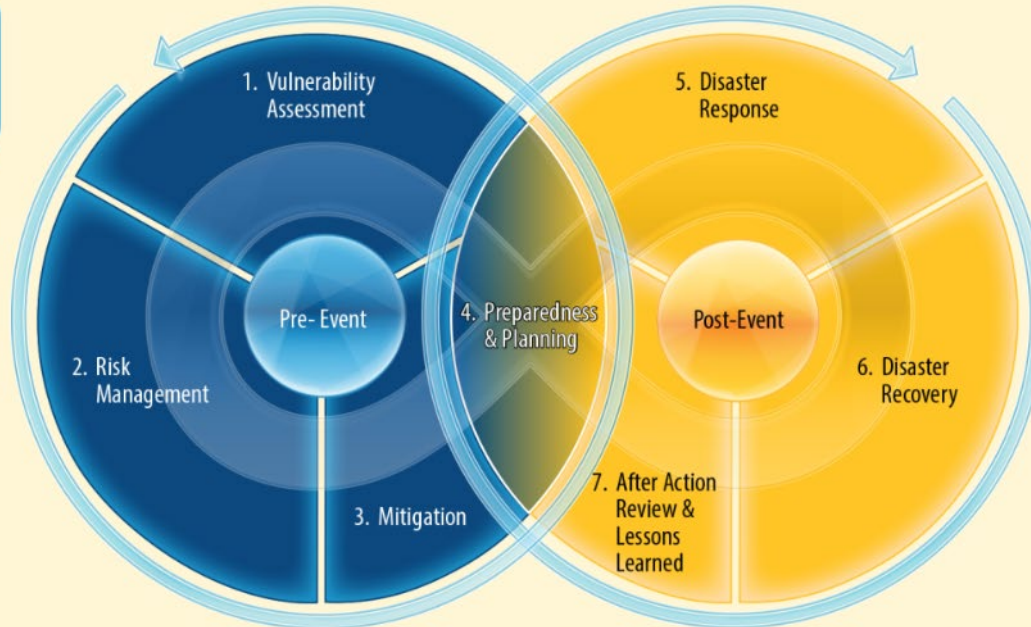 1. Vulnerability
Assessment
Pre- Event
2. Risk
Management
3. Mitigation
4. Preparedness
& Planning
5. Disaster
Response
Post-Event
6. Disaster
Recovery
7. After Action
Review &
Lessons
Learned